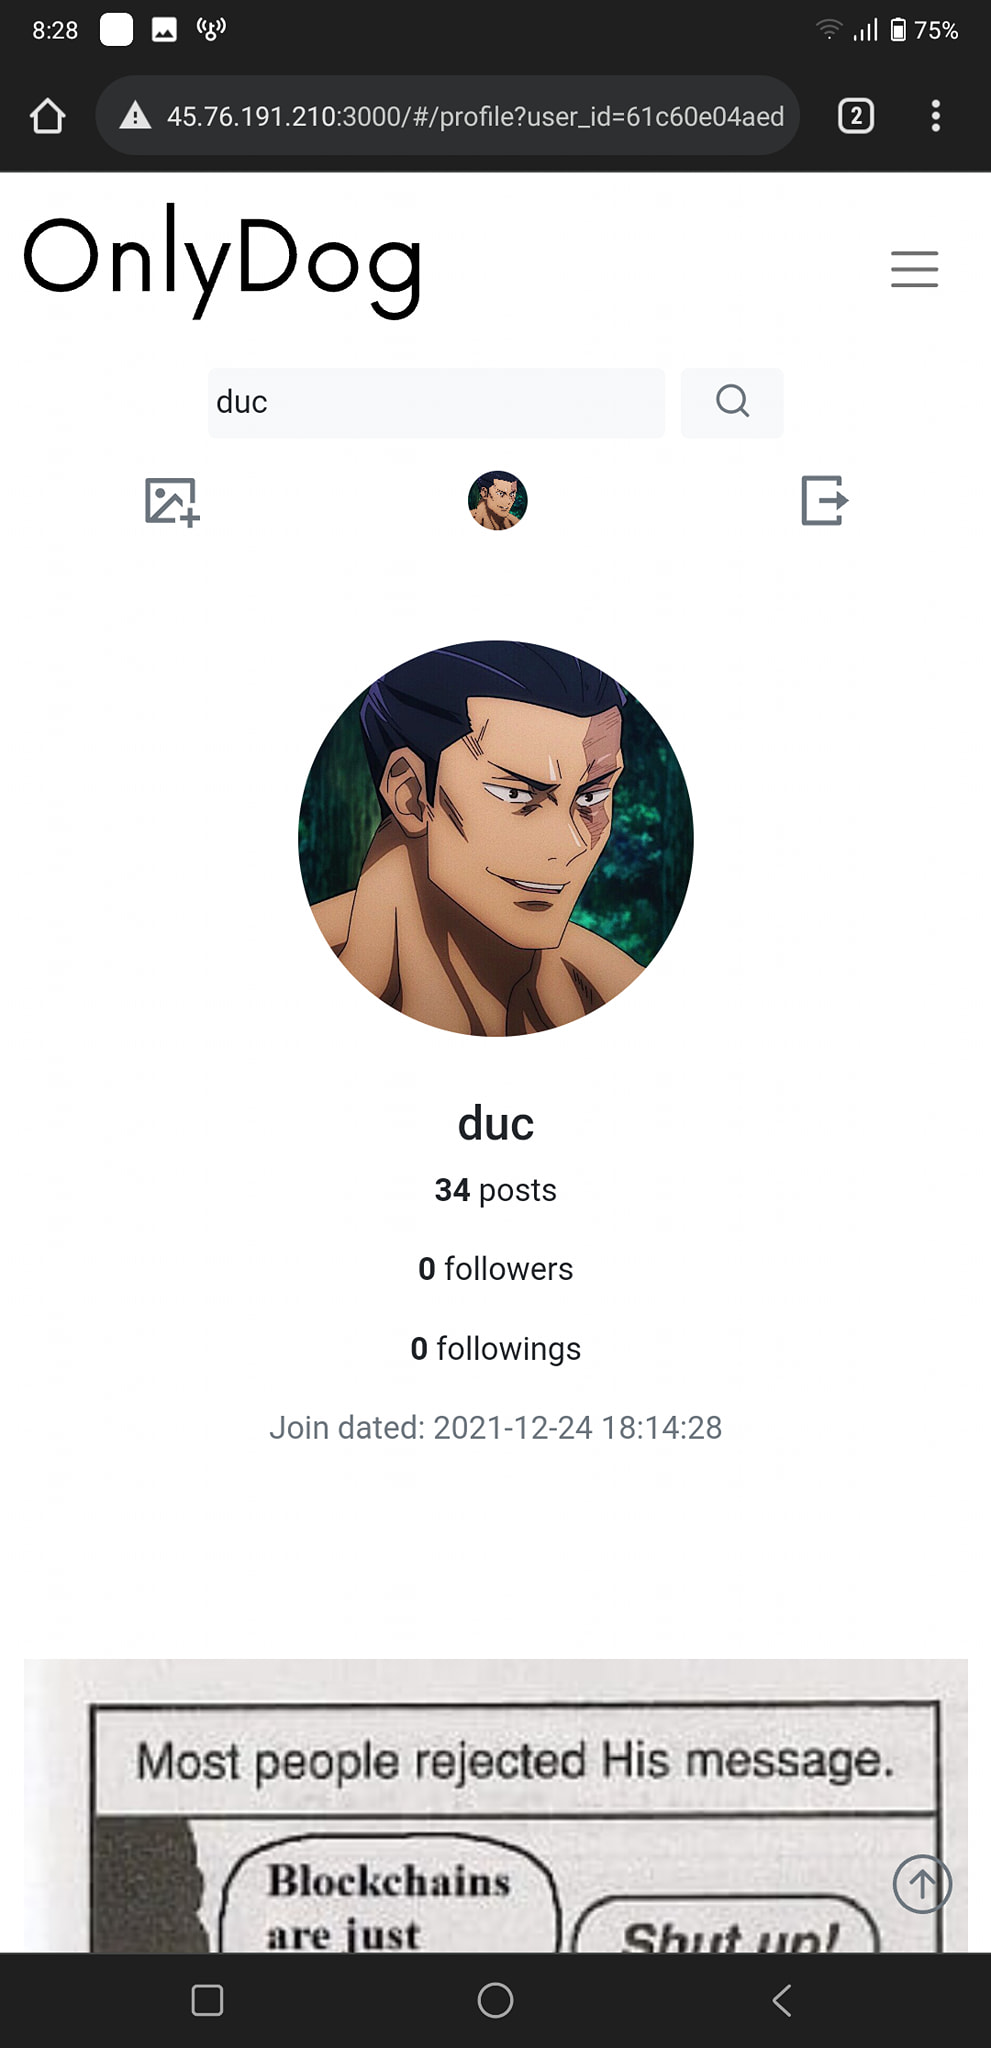 8:28
75%
45.76.191.210:3000/#/profile?user_id=61c60e04aed
2
OnlyDog
duc
duc
34 posts
0 followers
0 followings
Join dated: 2021-12-24 18:14:28
Most people rejected His message.
Blockchains
are just
Shut up!